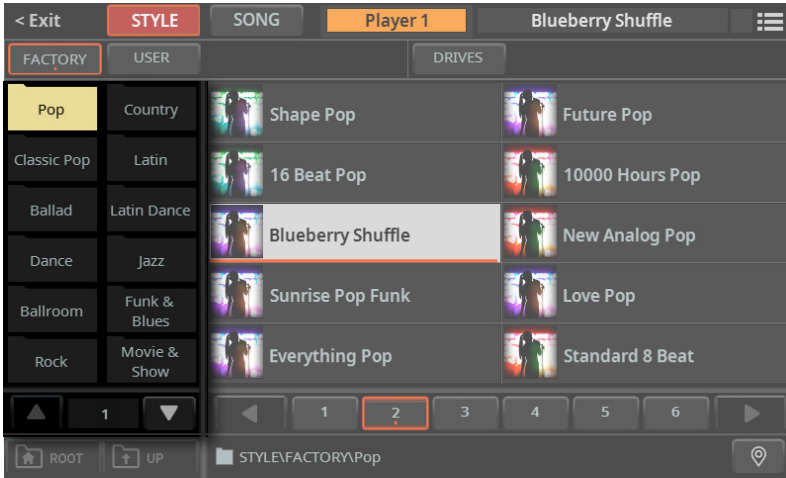 < Exit STYLE SONG Player 1 Blueberry Shuffle
FACTORY USER DRIVES
Pop Country
Classic Pop Latin
Ballad Latin Dance
Dance Jazz
Ballroom Funk &
Blues
Rock Movie &
Show
Shape Pop Future Pop
16 Beat Pop 10000 Hours Pop
Blueberry Shuffle New Analog Pop
Sunrise Pop Funk Love Pop
Everything Pop Standard 8 Beat
1 1 2 3 4 5 6
ROOT UP STYLE\FACTORY\Pop